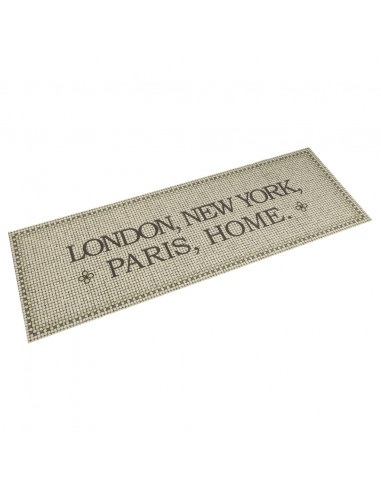 LONDON, NEW YORK,
PARIS, HOME.